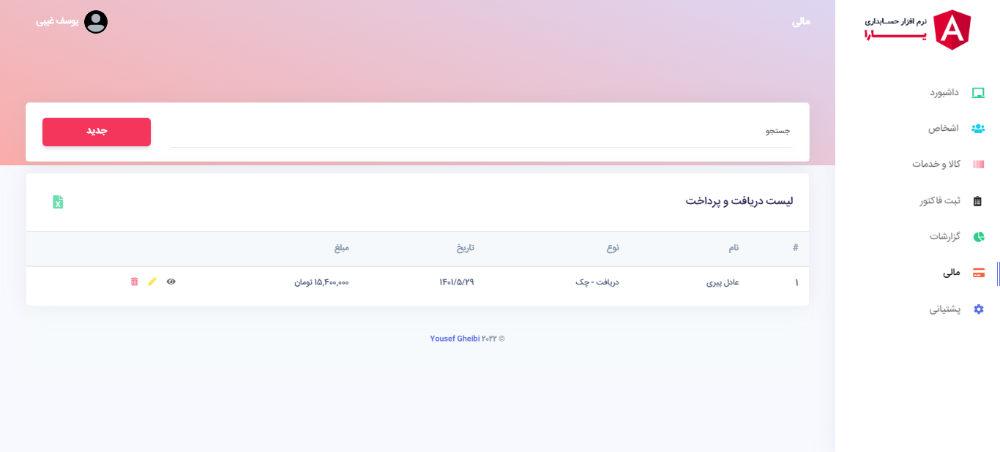 نرم افزار حسـابداری
یـــــــارا
داشبورد
اشخاص
کالا و خدمات
ثبت فاکتور
گزارشات
مالی
پشتیبانی
مالی
یوسف غیبی
جستجو
جدید
لیست دریافت و پرداخت
# نام نوع تاریخ مبلغ
۱ عادل پیری دریافت - چک ۱۴۰۱/۵/۲۹ ۱۵,۴۰۰,۰۰۰ تومان
© ۲۰۲۲ Yousef Gheibi